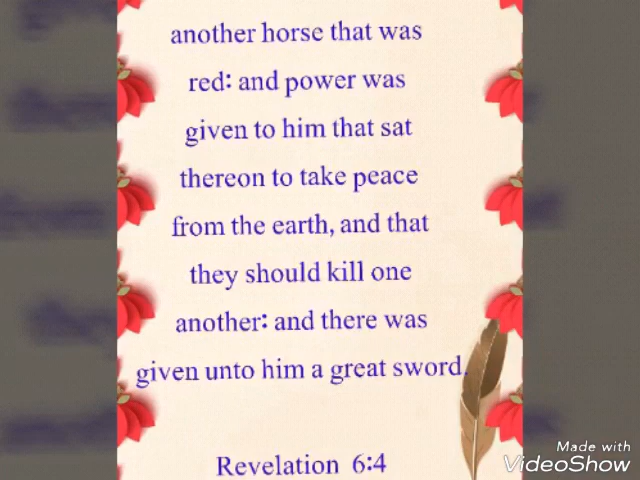 another horse that was
red: and power was
given to him that sat
thereon to take peace
from the earth, and that
they should kill one
another: and there was
given unto him a great sword.
Revelation 6:4
Made with
VideoShow